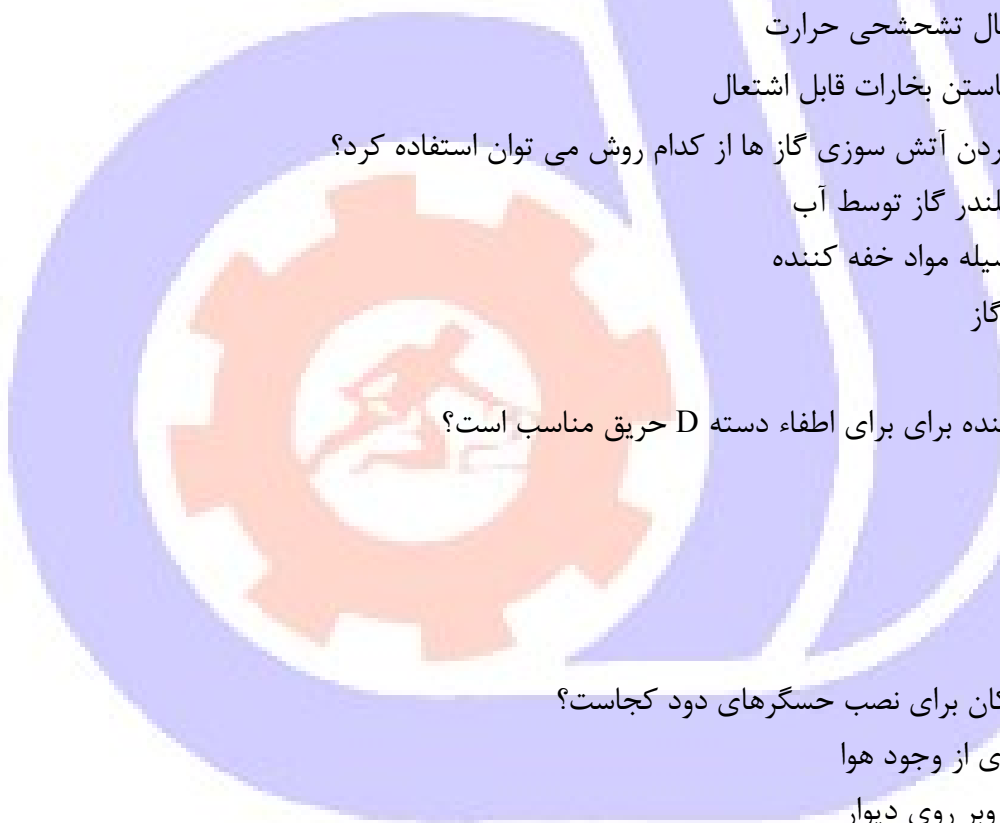 ال تشحشحی حرارت
استن بخارات قابل اشتعال
ردن آتش سوزی گاز ها از کدام روش می توان استفاده کرد؟
لندر گاز توسط آب
سیله مواد خفه کننده
گاز
نده برای برای اطفاء دسته D حریق مناسب است؟
کان برای نصب حسگرهای دود کجاست؟
ی از وجود هوا
وبر روی دیوار